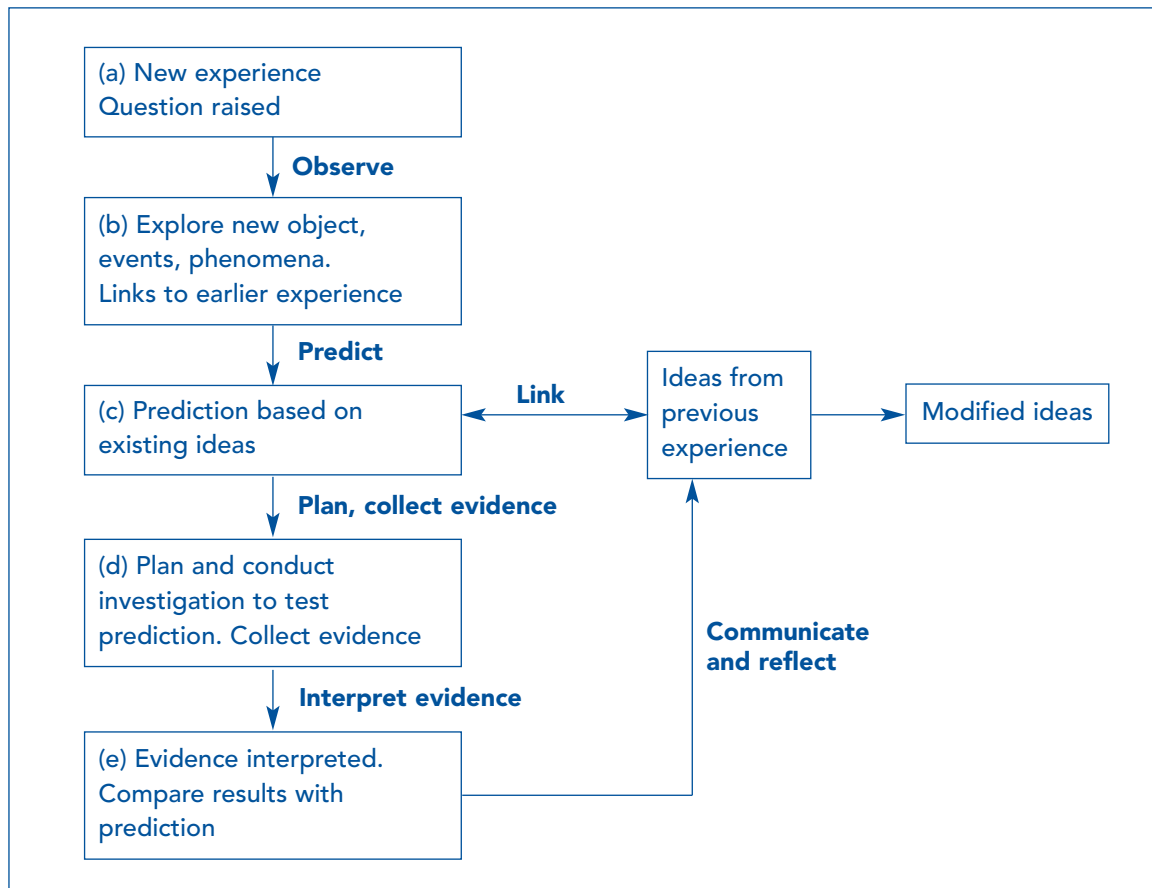 (a) New experience
Question raised
Observe
(b) Explore new object,
events, phenomena.
Links to earlier experience
Predict
(c) Prediction based on
existing ideas
Link
Ideas from
previous
experience
Modified ideas
Plan, collect evidence
(d) Plan and conduct
investigation to test
prediction. Collect evidence
Communicate
and reflect
Interpret evidence
(e) Evidence interpreted.
Compare results with
prediction